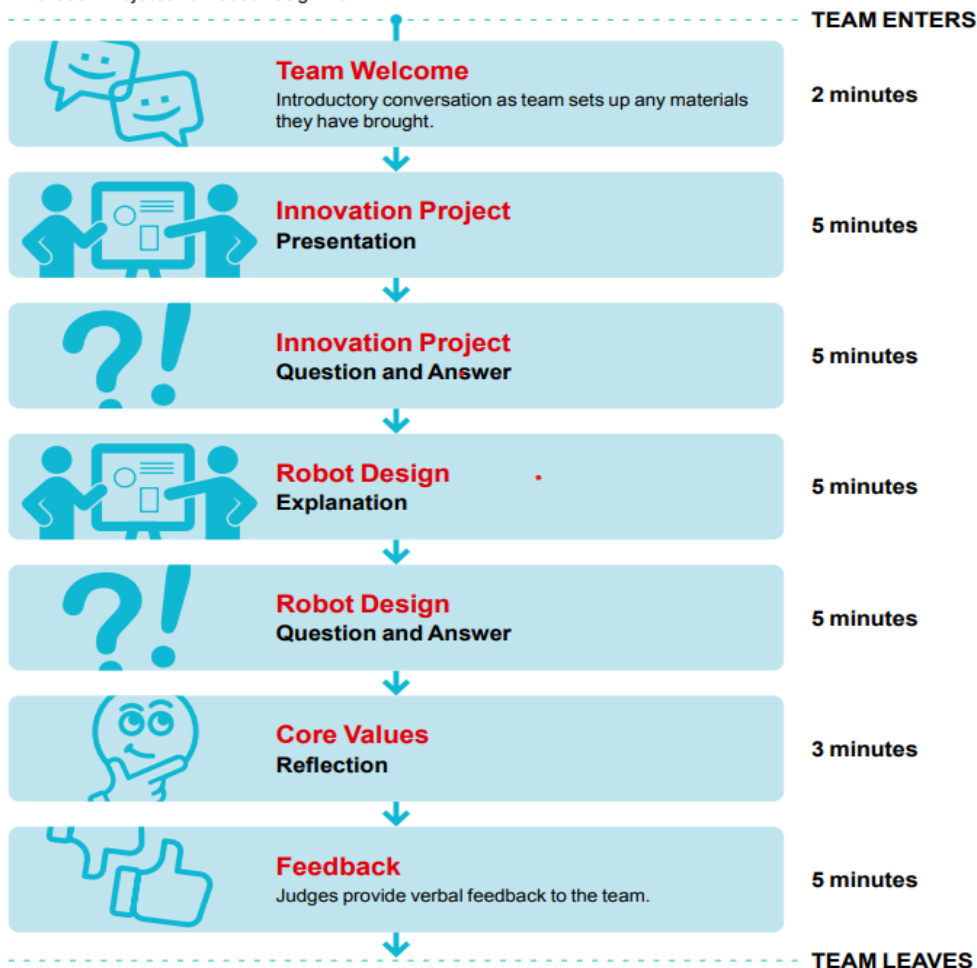 TEAM ENTERS
Team Welcome
Introductory conversation as team sets up any materials
they have brought.
2 minutes
Innovation Project
Presentation
5 minutes
Innovation Project
Question and Answer
5 minutes
Robot Design
Explanation
5 minutes
Robot Design
Question and Answer
5 minutes
Core Values
Reflection
3 minutes
Feedback
Judges provide verbal feedback to the team.
5 minutes
TEAM LEAVES